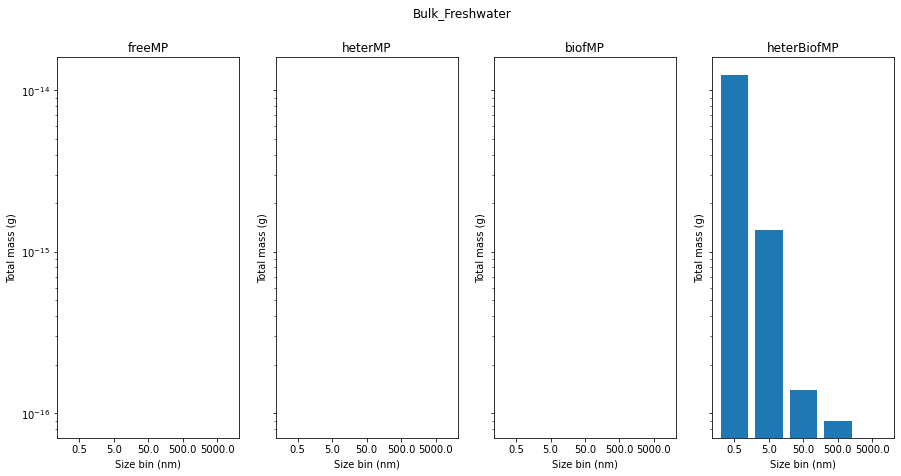 Bulk_Freshwater
freeMP
heterMP
biofMP
heterBiofMP
10⁻¹⁴
10⁻¹⁵
10⁻¹⁶
Total mass (g)
Total mass (g)
Total mass (g)
Total mass (g)
0.5 5.0 50.0 500.0 5000.0
0.5 5.0 50.0 500.0 5000.0
0.5 5.0 50.0 500.0 5000.0
0.5 5.0 50.0 500.0 5000.0
Size bin (nm)
Size bin (nm)
Size bin (nm)
Size bin (nm)